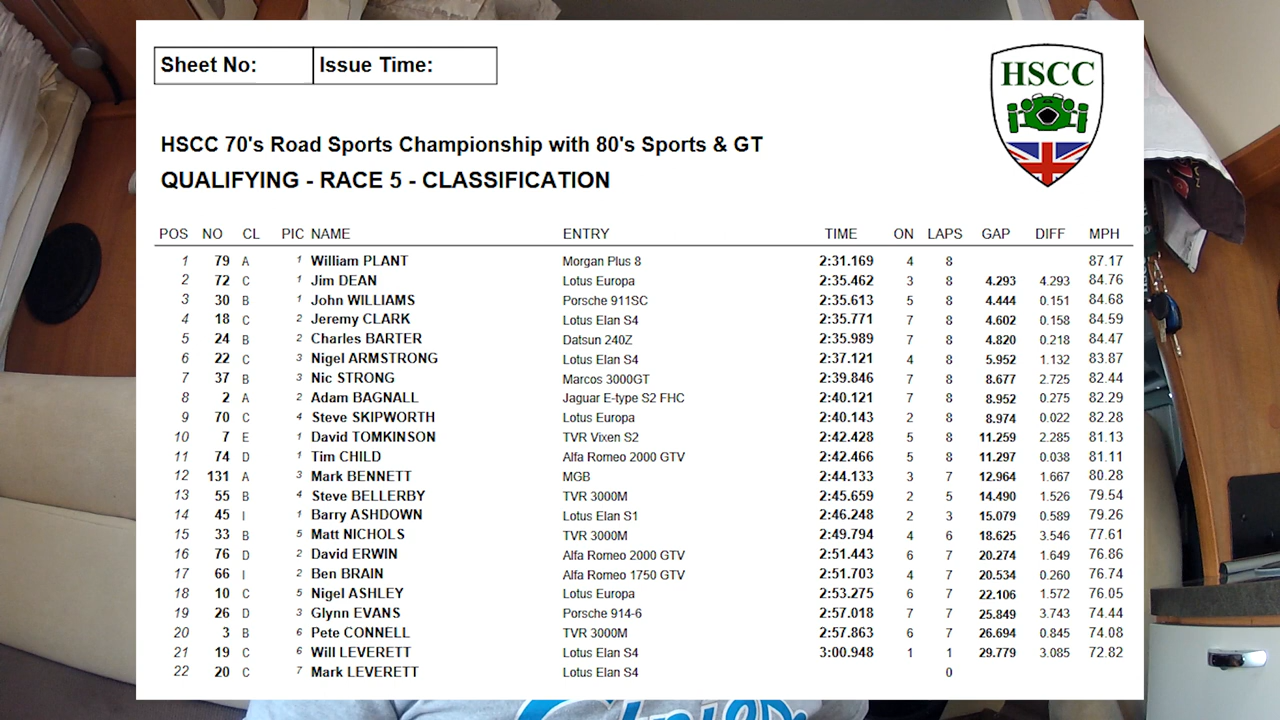 Sheet No: Issue Time:
HSCC
HSCC 70's Road Sports Championship with 80's Sports & GT
QUALIFYING - RACE 5 - CLASSIFICATION
POS NO CL PIC NAME ENTRY TIME ON LAPS GAP DIFF MPH
1 79 A 1 William PLANT Morgan Plus 8 2:31.169 4 8 87.17
2 72 C 1 Jim DEAN Lotus Europa 2:35.462 3 8 4.293 4.293 84.76
3 30 B 1 John WILLIAMS Porsche 911SC 2:35.613 5 8 4.444 0.151 84.68
4 18 C 2 Jeremy CLARK Lotus Elan S4 2:35.771 7 8 4.602 0.158 84.59
5 24 B 2 Charles BARTER Datsun 240Z 2:35.989 7 8 4.820 0.218 84.47
6 22 C 3 Nigel ARMSTRONG Lotus Elan S4 2:37.121 4 8 5.952 1.132 83.87
7 37 B 3 Nic STRONG Marcos 3000GT 2:39.846 7 8 8.677 2.725 82.44
8 2 A 2 Adam BAGNALL Jaguar E-type S2 FHC 2:40.121 7 8 8.952 0.275 82.29
9 70 C 4 Steve SKIPWORTH Lotus Europa 2:40.143 2 8 8.974 0.022 82.28
10 7 E 1 David TOMKINSON TVR Vixen S2 2:42.428 5 8 11.259 2.285 81.13
11 74 D 1 Tim CHILD Alfa Romeo 2000 GTV 2:42.466 5 8 11.297 0.038 81.11
12 131 A 3 Mark BENNETT MGB 2:44.133 3 7 12.964 1.667 80.28
13 55 B 4 Steve BELLERBY TVR 3000M 2:45.659 2 5 14.490 1.526 79.54
14 45 I 1 Barry ASHDOWN Lotus Elan S1 2:46.248 2 3 15.079 0.589 79.26
15 33 B 5 Matt NICHOLS TVR 3000M 2:49.794 4 6 18.625 3.546 77.61
16 76 D 2 David ERWIN Alfa Romeo 2000 GTV 2:51.443 6 7 20.274 1.649 76.86
17 66 I 2 Ben BRAIN Alfa Romeo 1750 GTV 2:51.703 4 7 20.534 0.260 76.74
18 10 C 5 Nigel ASHLEY Lotus Europa 2:53.275 6 7 22.106 1.572 76.05
19 26 D 3 Glynn EVANS Porsche 914-6 2:57.018 7 7 25.849 3.743 74.44
20 3 B 6 Pete CONNELL TVR 3000M 2:57.863 6 7 26.694 0.845 74.08
21 19 C 6 Will LEVERETT Lotus Elan S4 3:00.948 1 1 29.779 3.085 72.82
22 20 C 7 Mark LEVERETT Lotus Elan S4 0